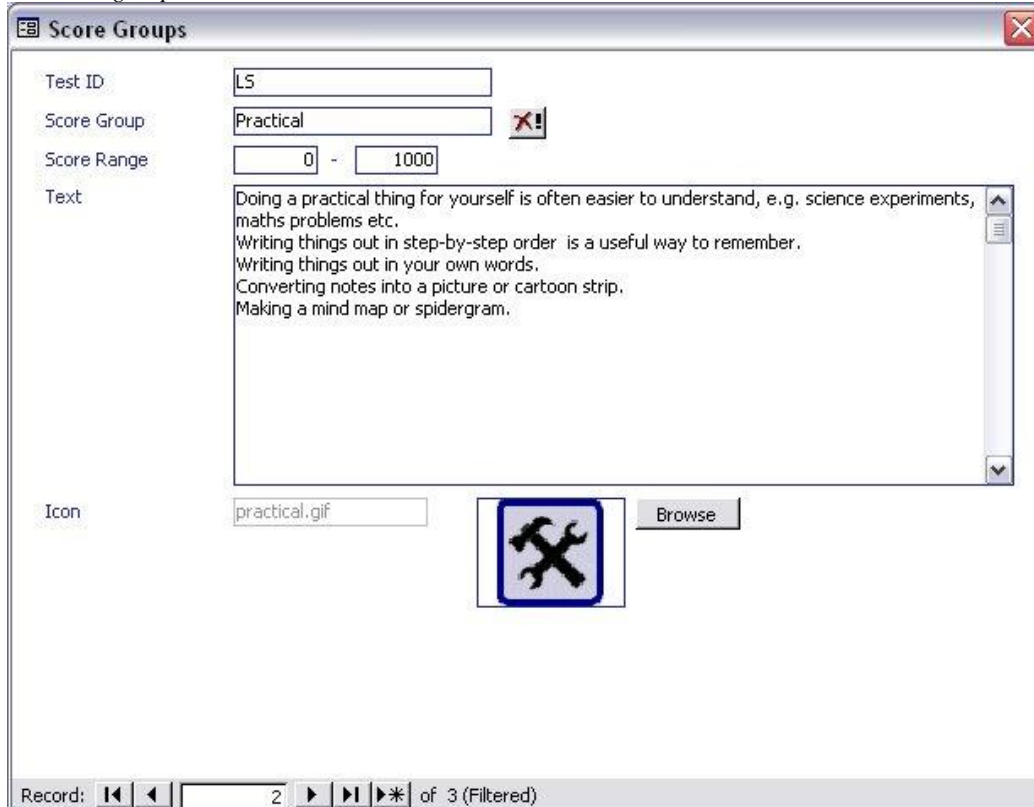 Score Groups
Test ID LS
Score Group Practical
Score Range 0 - 1000
Text Doing a practical thing for yourself is often easier to understand, e.g. science experiments,
maths problems etc.
Writing things out in step-by-step order is a useful way to remember.
Writing things out in your own words.
Converting notes into a picture or cartoon strip.
Making a mind map or spidergram.
Icon practical.gif Browse
Record: 2 of 3 (Filtered)